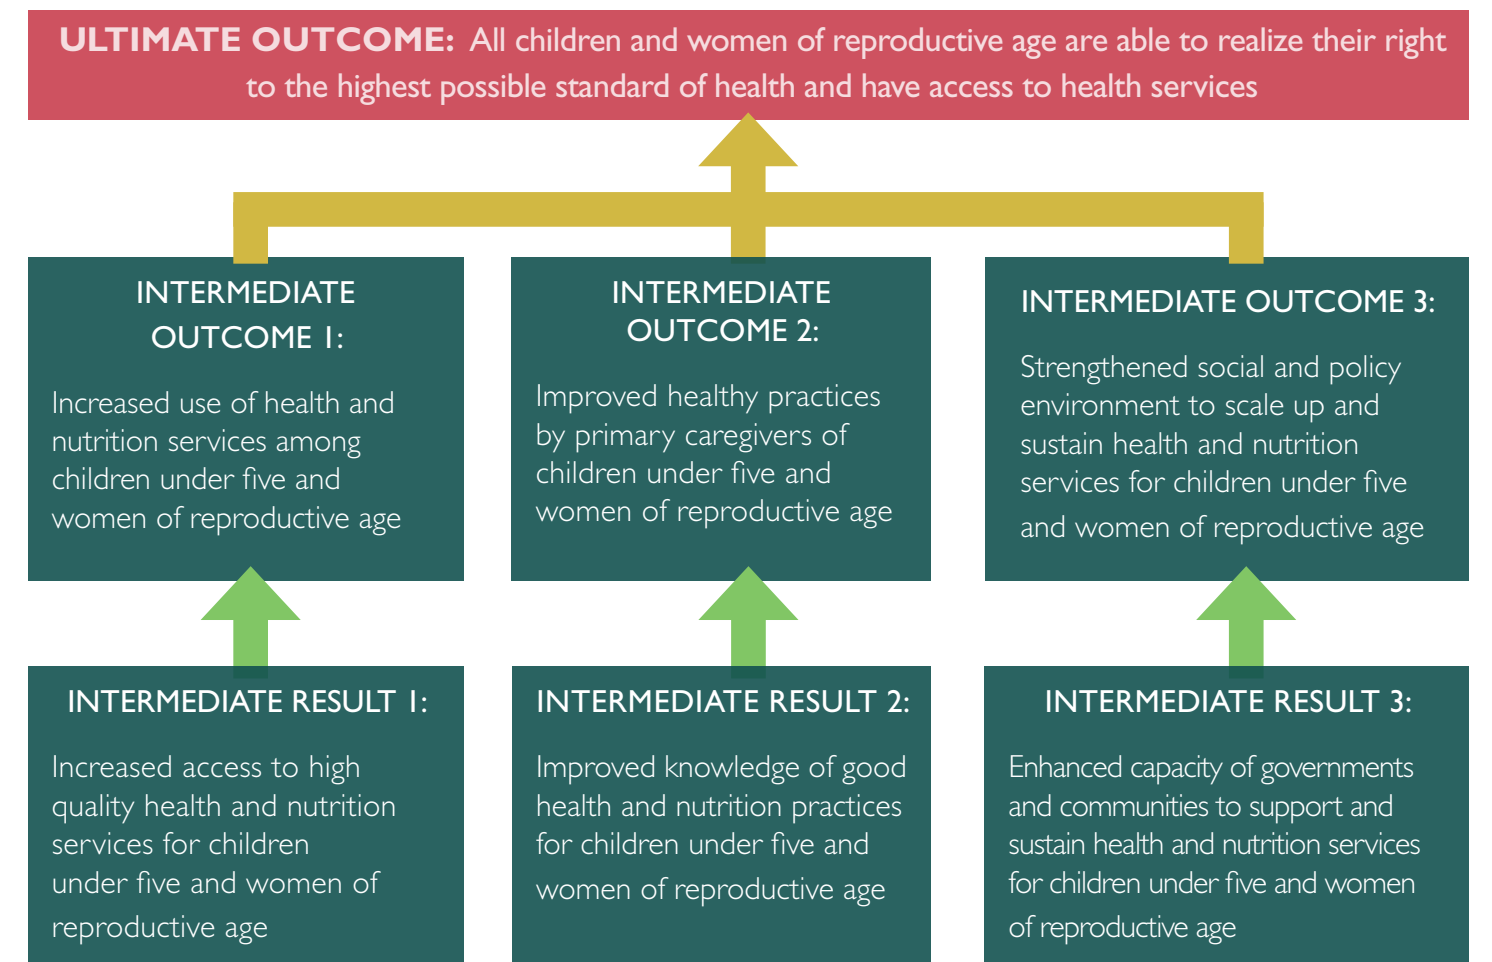 ULTIMATE OUTCOME: All children and women of reproductive age are able to realize their right
to the highest possible standard of health and have access to health services
INTERMEDIATE
OUTCOME 1:
Increased use of health and
nutrition services among
children under five and
women of reproductive age
INTERMEDIATE
OUTCOME 2:
Improved healthy practices
by primary caregivers of
children under five and
women of reproductive age
INTERMEDIATE OUTCOME 3:
Strengthened social and policy
environment to scale up and
sustain health and nutrition
services for children under five
and women of reproductive age
INTERMEDIATE RESULT 1:
Increased access to high
quality health and nutrition
services for children
under five and women of
reproductive age
INTERMEDIATE RESULT 2:
Improved knowledge of good
health and nutrition practices
for children under five and
women of reproductive age
INTERMEDIATE RESULT 3:
Enhanced capacity of governments
and communities to support and
sustain health and nutrition services
for children under five and women
of reproductive age